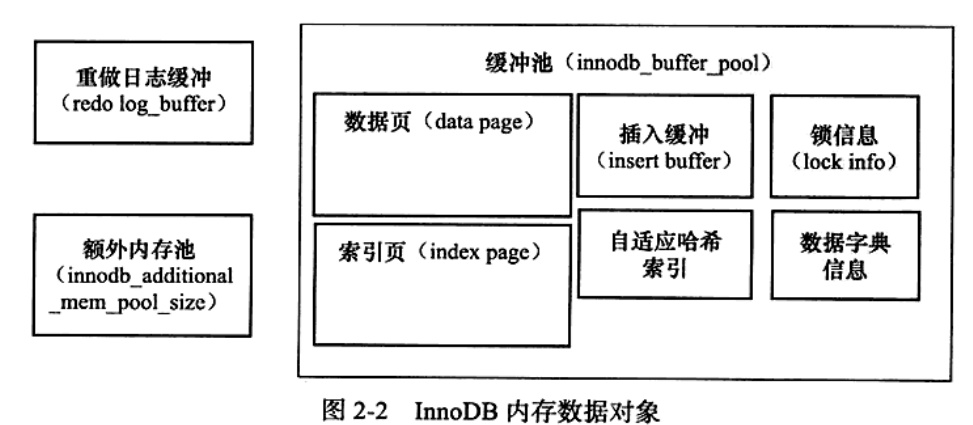 重做日志缓冲
（redo log_buffer）
额外内存池
（innodb_additional
_mem_pool_size）
缓冲池（innodb_buffer_pool）
数据页（data page）
插入缓冲
（insert buffer）
锁信息
（lock info）
索引页（index page）
自适应哈希
索引
数据字典
信息
图 2-2 InnoDB 内存数据对象